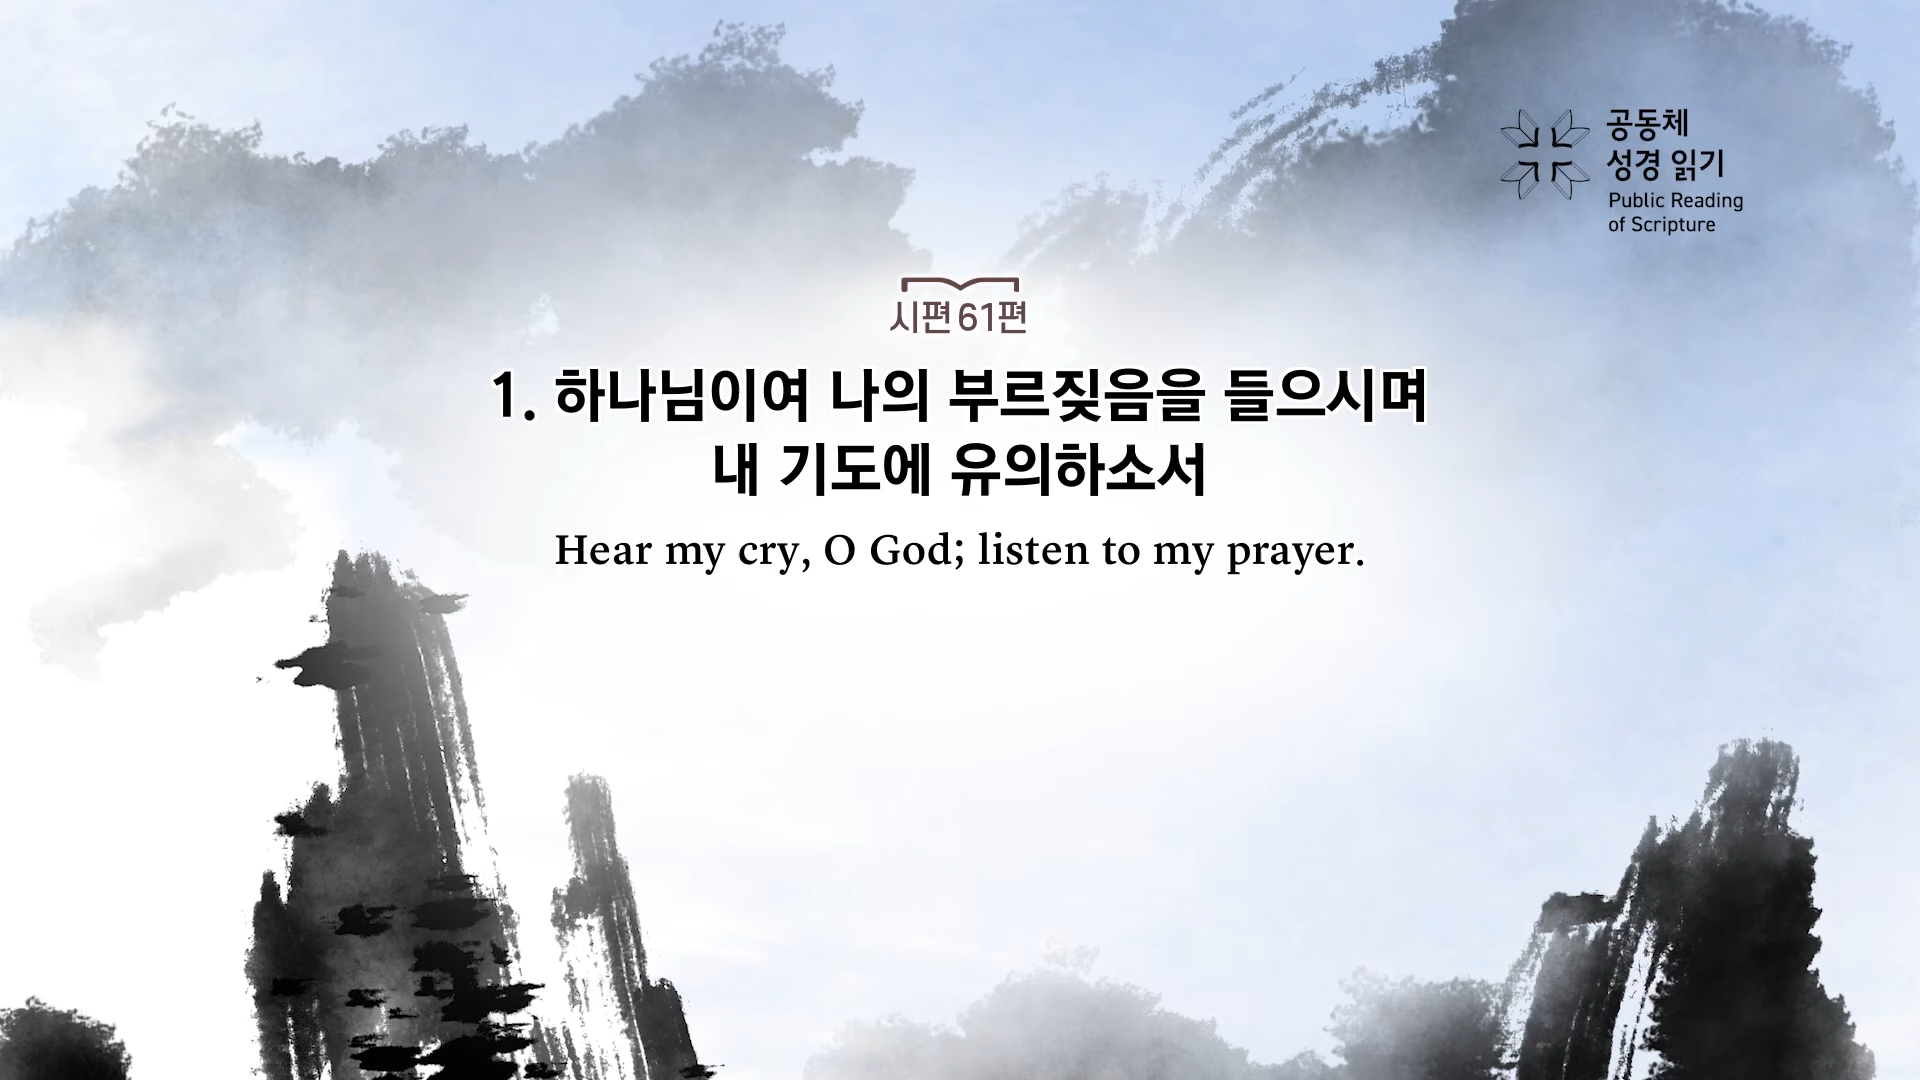 공동체
성경 읽기
Public Reading
of Scripture
시편 61편
1. 하나님이여 나의 부르짖음을 들으시며
내 기도에 유의하소서
Hear my cry, O God; listen to my prayer.